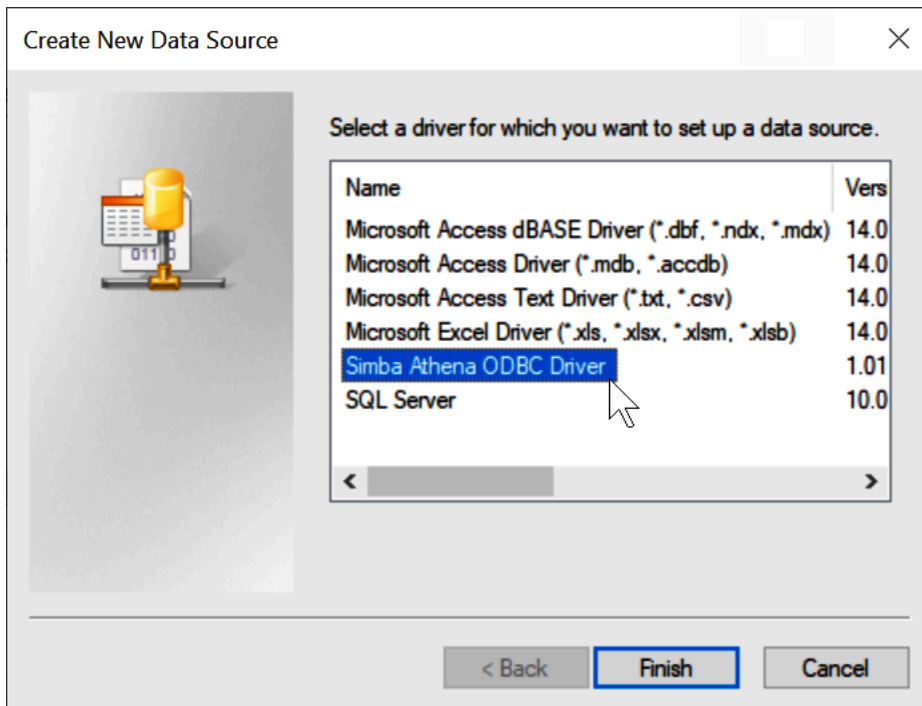 Create New Data Source
Select a driver for which you want to set up a data source.
Name Vers
Microsoft Access dBASE Driver (*.dbf, *.ndx, *.mdx) 14.0
Microsoft Access Driver (*.mdb, *.accdb) 14.0
Microsoft Access Text Driver (*.txt, *.csv) 14.0
Microsoft Excel Driver (*.xls, *.xlsx, *.xlsm, *.xlsb) 14.0
Simba Athena ODBC Driver 1.01
SQL Server 10.0
< Back Finish Cancel